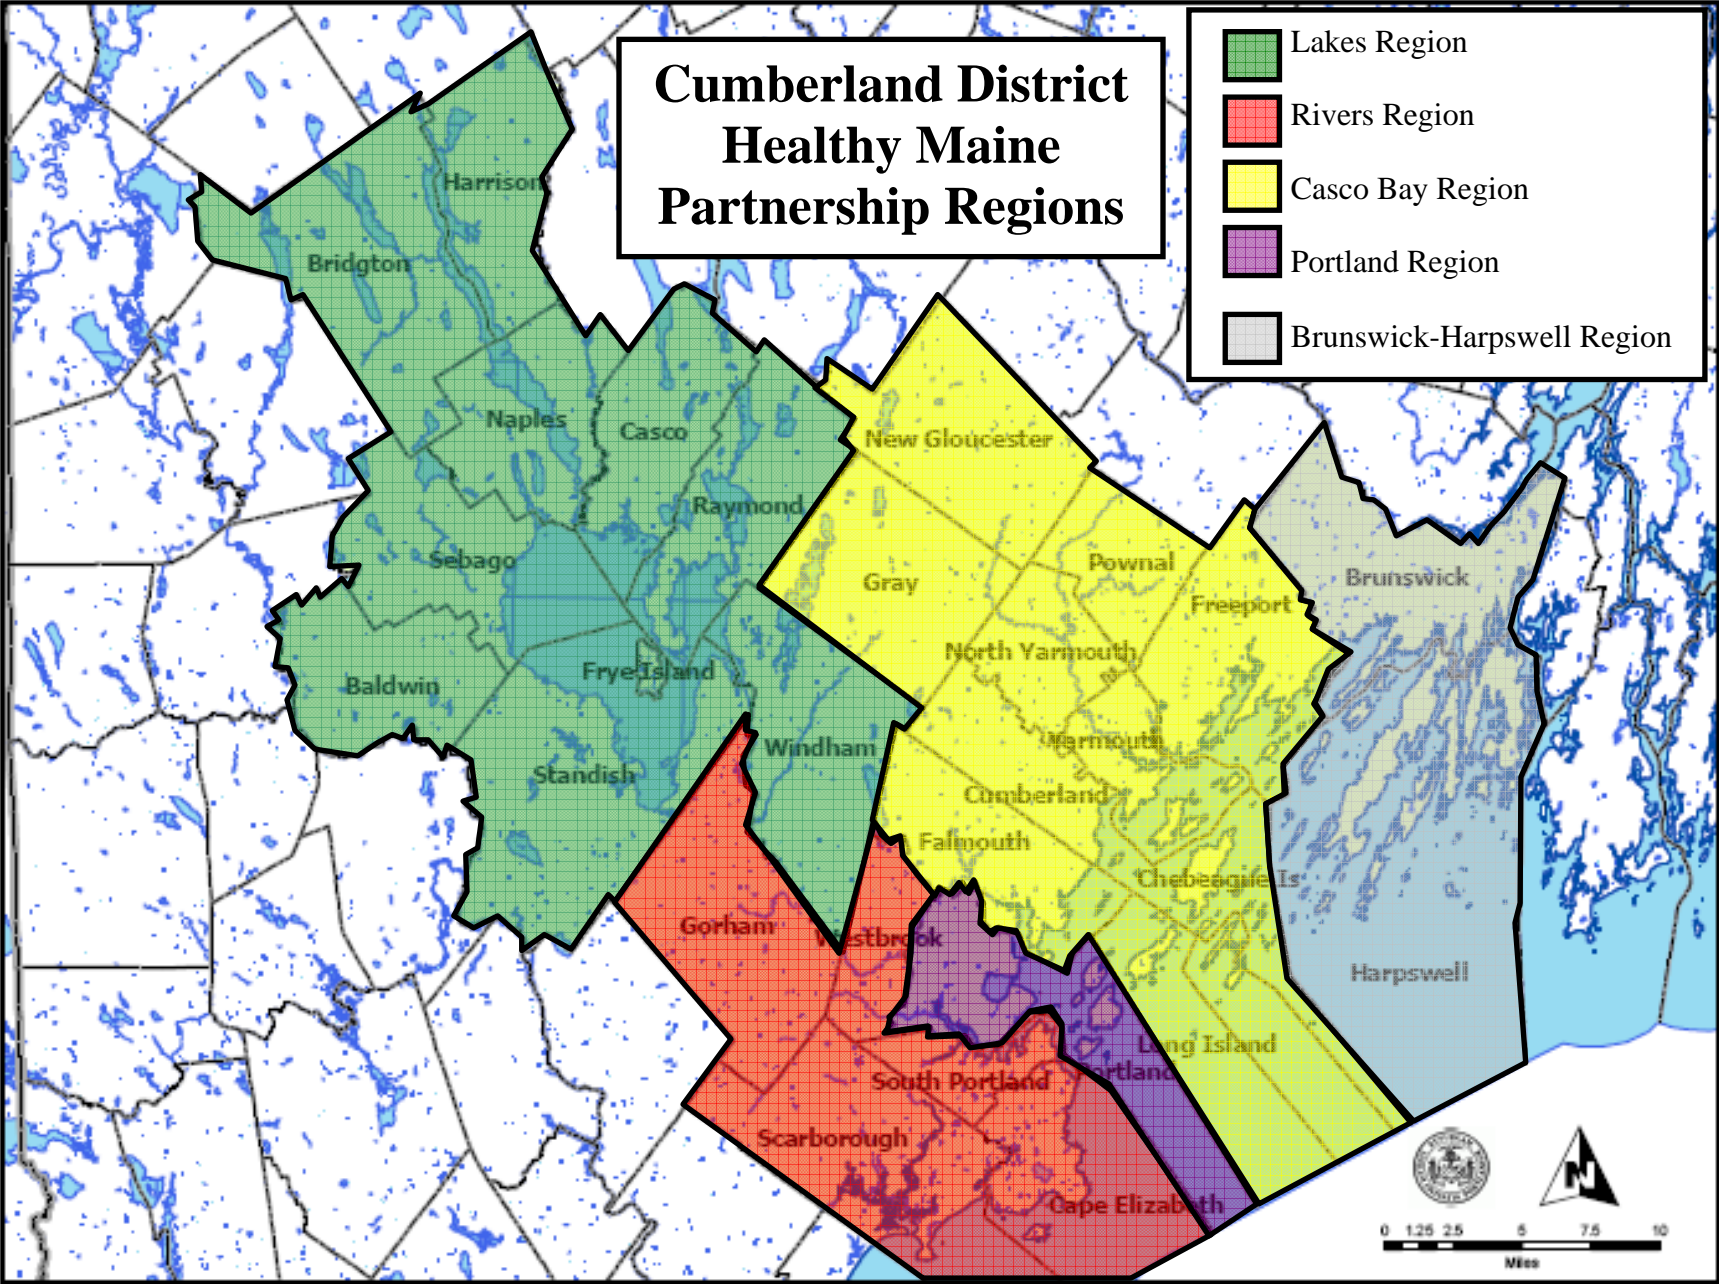 Cumberland District
Healthy Maine
Partnership Regions
Lakes Region
Rivers Region
Casco Bay Region
Portland Region
Brunswick-Harpswell Region
Harrison
Bridgton
Naples
Casco
New Gloucester
Raymond
Sebago
Pownal
Gray
Brunswick
Freeport
North Yarmouth
Frye Island
Baldwin
Yarmouth
Windham
Standish
Cumberland
Falmouth
Chebeague Is
Gorham
Westbrook
Harpswell
Long Island
Portland
South Portland
Scarborough
Cape Elizabeth
N
0 1.25 2.5 5 7.5 10
Miles